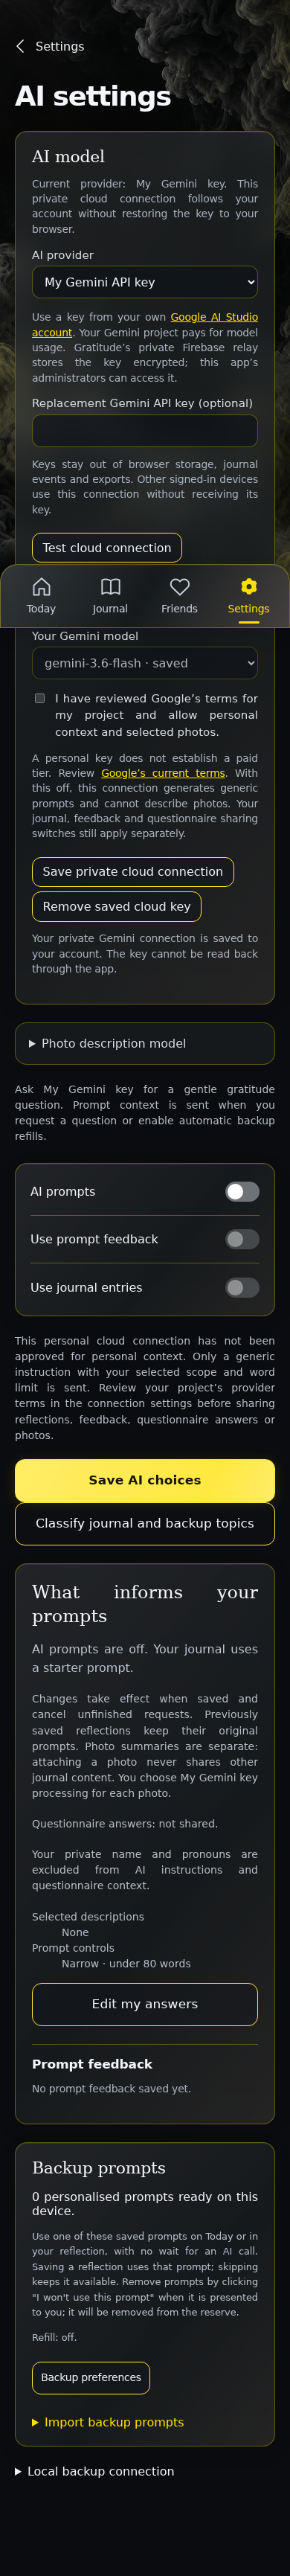 Settings
AI settings
AI model
Current provider: My Gemini key. This
private cloud connection follows your
account without restoring the key to your
browser.
AI provider
My Gemini API key
Use a key from your own Google AI Studio
account. Your Gemini project pays for model
usage. Gratitude’s private Firebase relay
stores the key encrypted; this app’s
administrators can access it.
Replacement Gemini API key (optional)
Keys stay out of browser storage, journal
events and exports. Other signed-in devices
use this connection without receiving its
key.
Test cloud connection
Today
Journal
Friends
Settings
Your Gemini model
gemini-3.6-flash · saved
I have reviewed Google’s terms for
my project and allow personal
context and selected photos.
A personal key does not establish a paid
tier. Review Google’s current terms. With
this off, this connection generates generic
prompts and cannot describe photos. Your
journal, feedback and questionnaire sharing
switches still apply separately.
Save private cloud connection
Remove saved cloud key
Your private Gemini connection is saved to
your account. The key cannot be read back
through the app.
Photo description model
Ask My Gemini key for a gentle gratitude
question. Prompt context is sent when you
request a question or enable automatic backup
refills.
AI prompts
Use prompt feedback
Use journal entries
This personal cloud connection has not been
approved for personal context. Only a generic
instruction with your selected scope and word
limit is sent. Review your project’s provider
terms in the connection settings before sharing
reflections, feedback, questionnaire answers or
photos.
Save AI choices
Classify journal and backup topics
What informs your
prompts
AI prompts are off. Your journal uses
a starter prompt.
Changes take effect when saved and
cancel unfinished requests. Previously
saved reflections keep their original
prompts. Photo summaries are separate:
attaching a photo never shares other
journal content. You choose My Gemini key
processing for each photo.
Questionnaire answers: not shared.
Your private name and pronouns are
excluded from AI instructions and
questionnaire context.
Selected descriptions
None
Prompt controls
Narrow · under 80 words
Edit my answers
Prompt feedback
No prompt feedback saved yet.
Backup prompts
0 personalised prompts ready on this
device.
Use one of these saved prompts on Today or in
your reflection, with no wait for an AI call.
Saving a reflection uses that prompt; skipping
keeps it available. Remove prompts by clicking
"I won't use this prompt" when it is presented
to you; it will be removed from the reserve.
Refill: off.
Backup preferences
Import backup prompts
Local backup connection